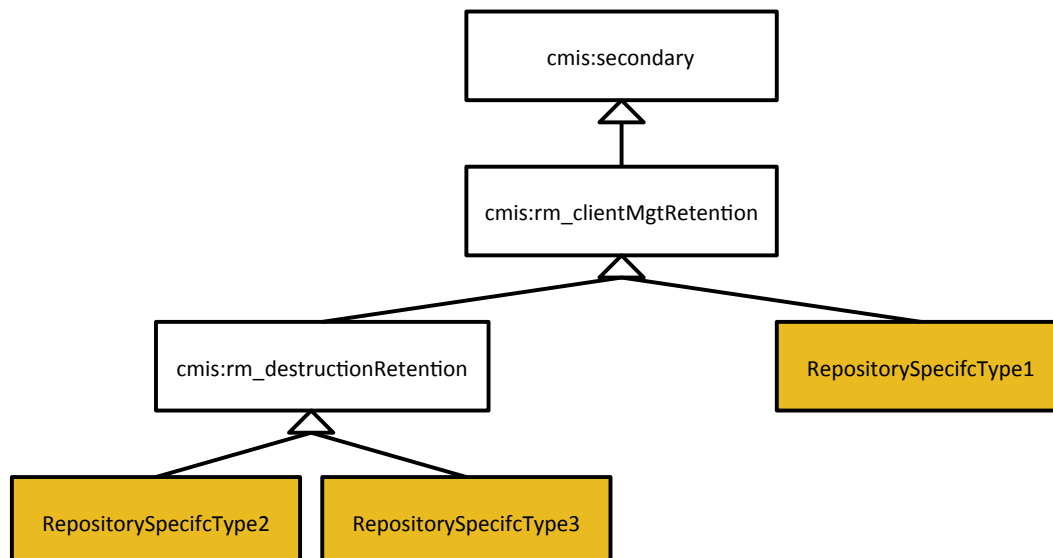 cmis:secondary
cmis:rm_clientMgtRetention
cmis:rm_destructionRetention
RepositorySpecifcType1
RepositorySpecifcType2
RepositorySpecifcType3